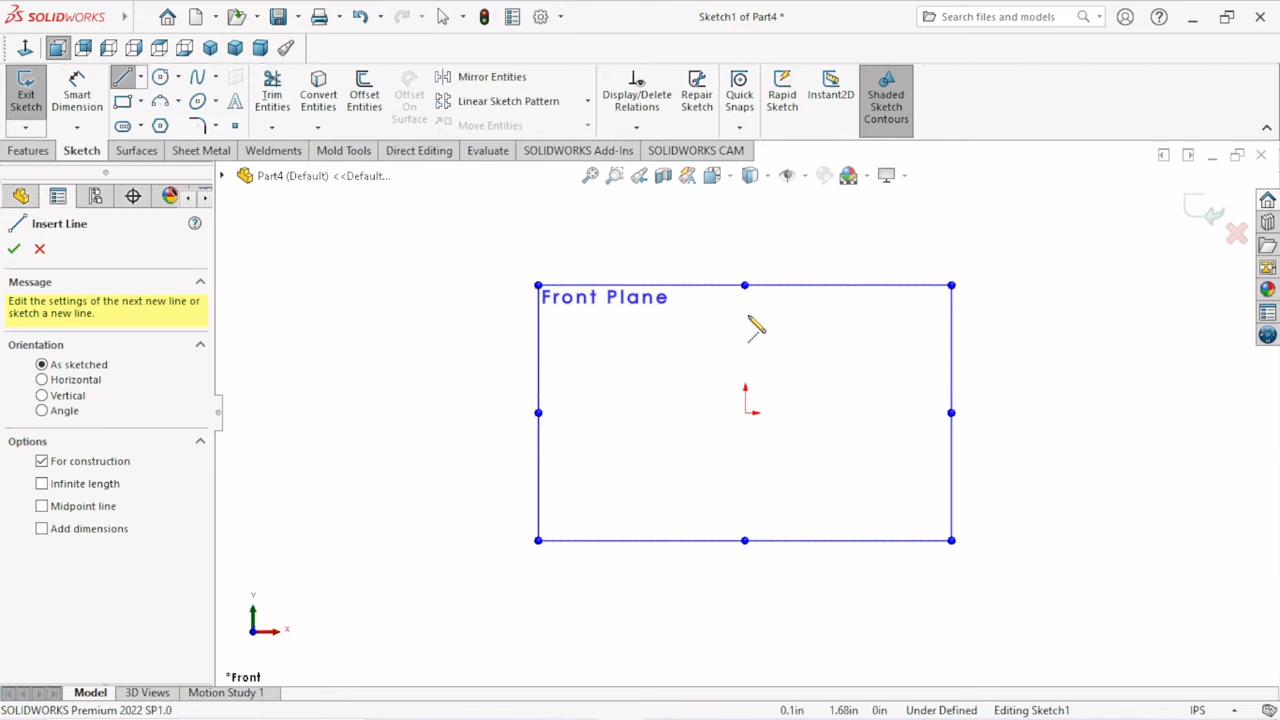 SOLIDWORKS
Sketch1 of Part4 *
Search files and models
Exit Sketch
Smart Dimension
Trim Entities
Convert Entities
Offset Entities
Offset On Surface
Mirror Entities
Linear Sketch Pattern
Move Entities
Display/Delete Relations
Repair Sketch
Quick Snaps
Rapid Sketch
Instant2D
Shaded Sketch Contours
Features
Sketch
Surfaces
Sheet Metal
Weldments
Mold Tools
Direct Editing
Evaluate
SOLIDWORKS Add-Ins
SOLIDWORKS CAM
Part4 (Default) <<Default...
Insert Line
Message
Edit the settings of the next new line or
sketch a new line.
Orientation
As sketched
Horizontal
Vertical
Angle
Options
For construction
Infinite length
Midpoint line
Add dimensions
Front Plane
Y
X
*Front
Model
3D Views
Motion Study 1
SOLIDWORKS Premium 2022 SP1.0
0.1in
1.68in
0in
Under Defined
Editing Sketch1
IPS